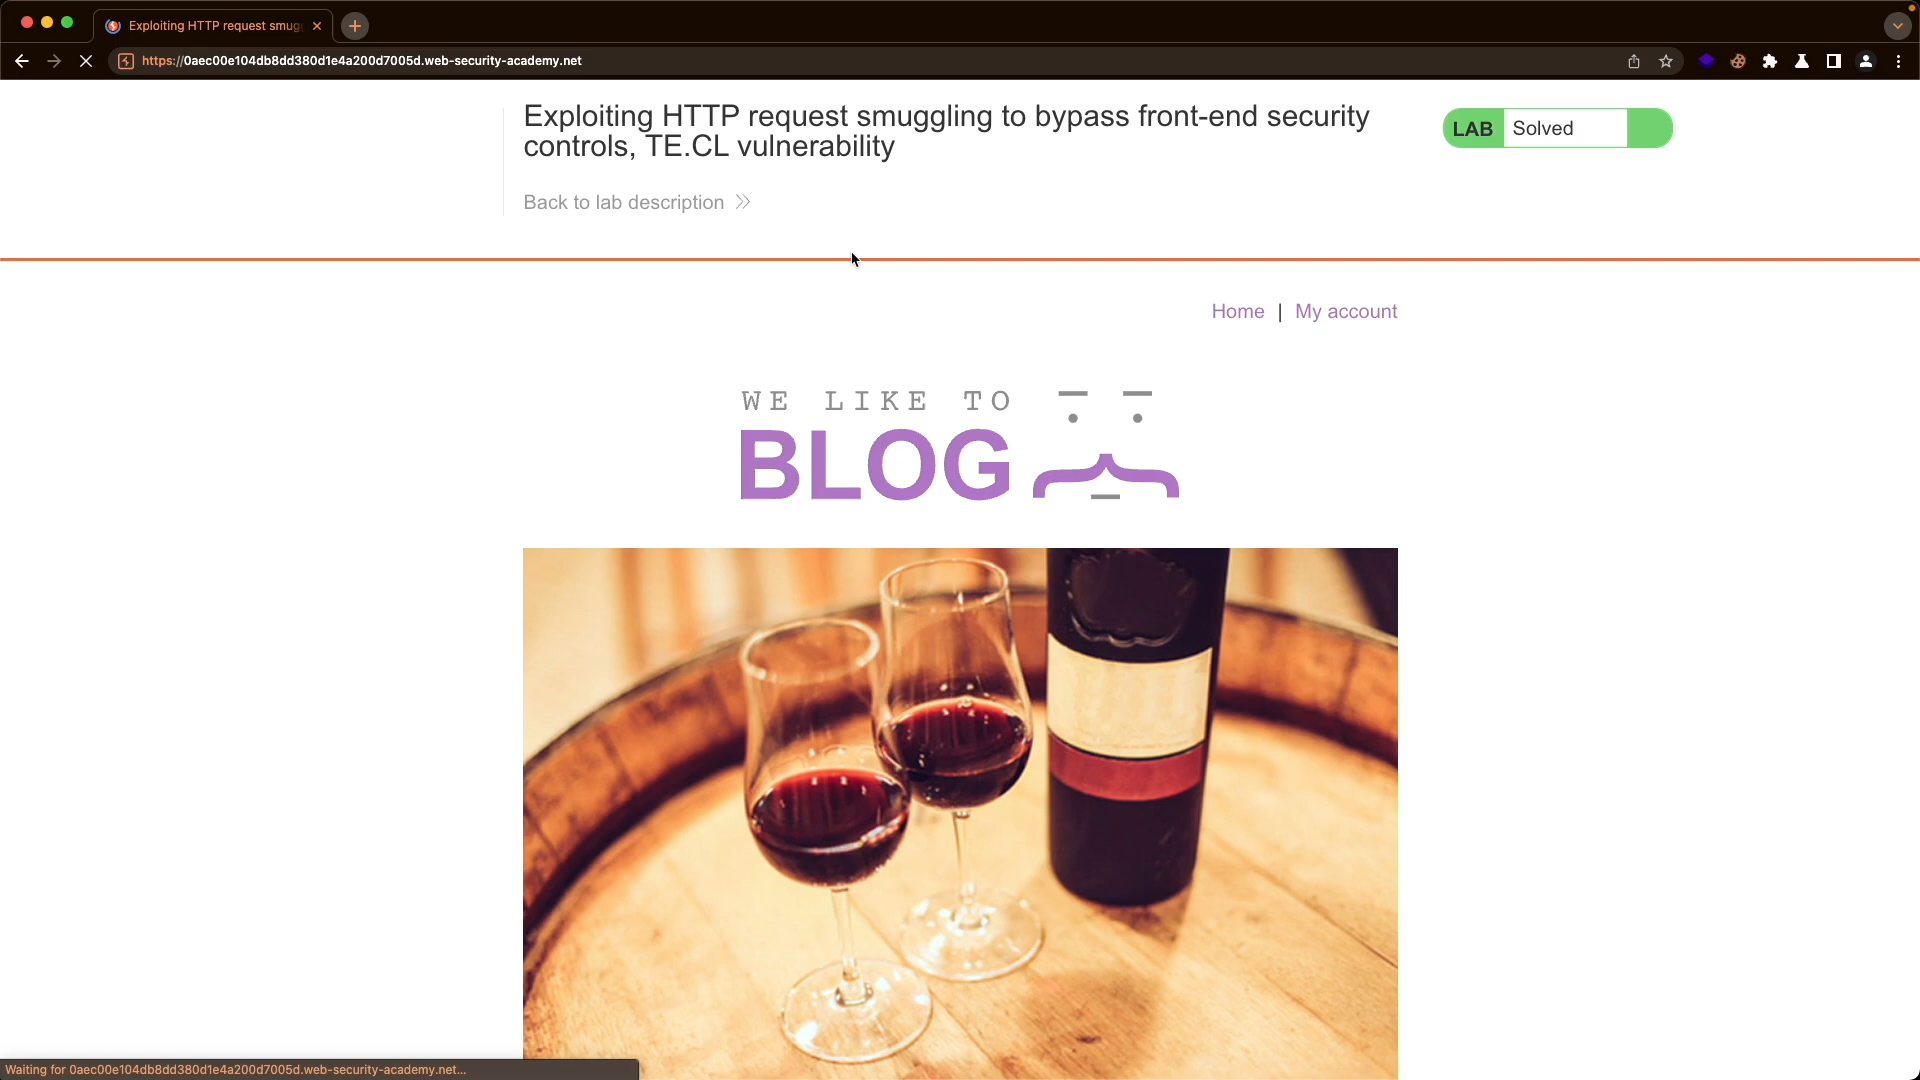 Exploiting HTTP request smug
https://0aec00e104db8dd380d1e4a200d7005d.web-security-academy.net
Exploiting HTTP request smuggling to bypass front-end security
controls, TE.CL vulnerability
LAB Solved
Back to lab description
Home | My account
WE LIKE TO
BLOG
Waiting for 0aec00e104db8dd380d1e4a200d7005d.web-security-academy.net...